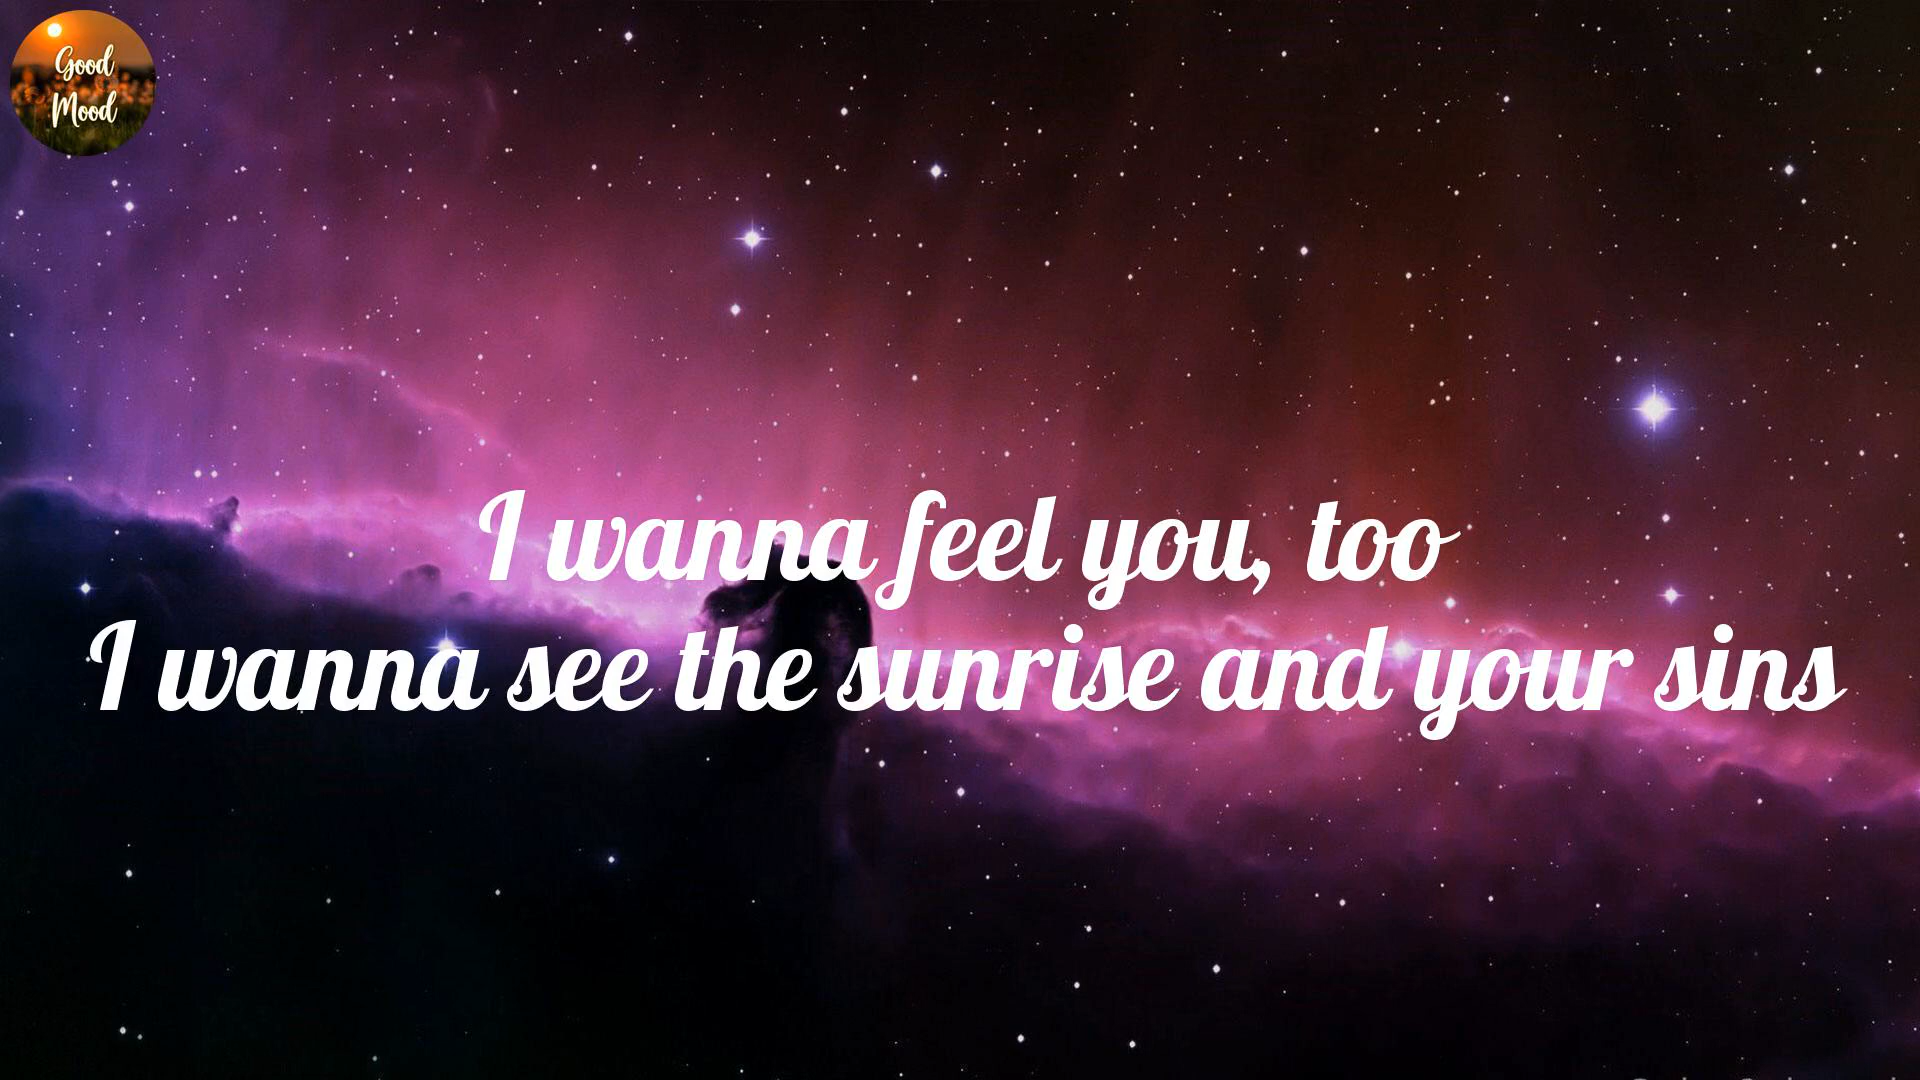 Good
Mood
I wanna feel you, too
I wanna see the sunrise and your sins